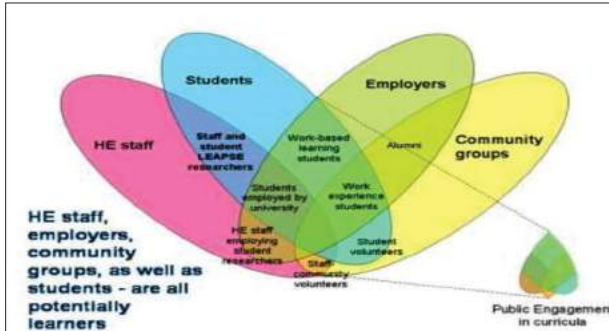 Students
Employers
HE staff
Community
groups
Staff and
student
LEAPSE
researchers
Work-based
learning
students
Alumni
Students
employed by
university
Work
experience
students
HE staff
employing
student
researchers
Student
volunteers
Staff
community
volunteers
HE staff,
employers,
community
groups, as well as
students - are all
potentially
learners
Public Engagement
in curricula